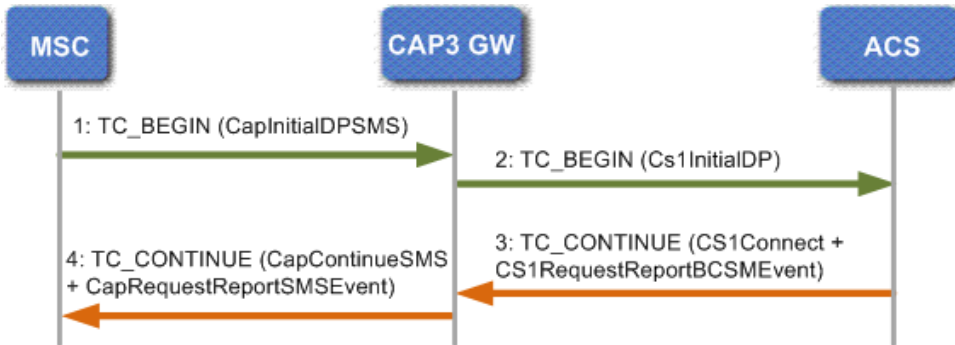 MSC
CAP3 GW
ACS
1: TC_BEGIN (CapInitialDPSMS)
2: TC_BEGIN (Cs1InitialDP)
3: TC_CONTINUE (CS1Connect +
CS1RequestReportBCSMEvent)
4: TC_CONTINUE (CapContinueSMS
+ CapRequestReportSMSEvent)